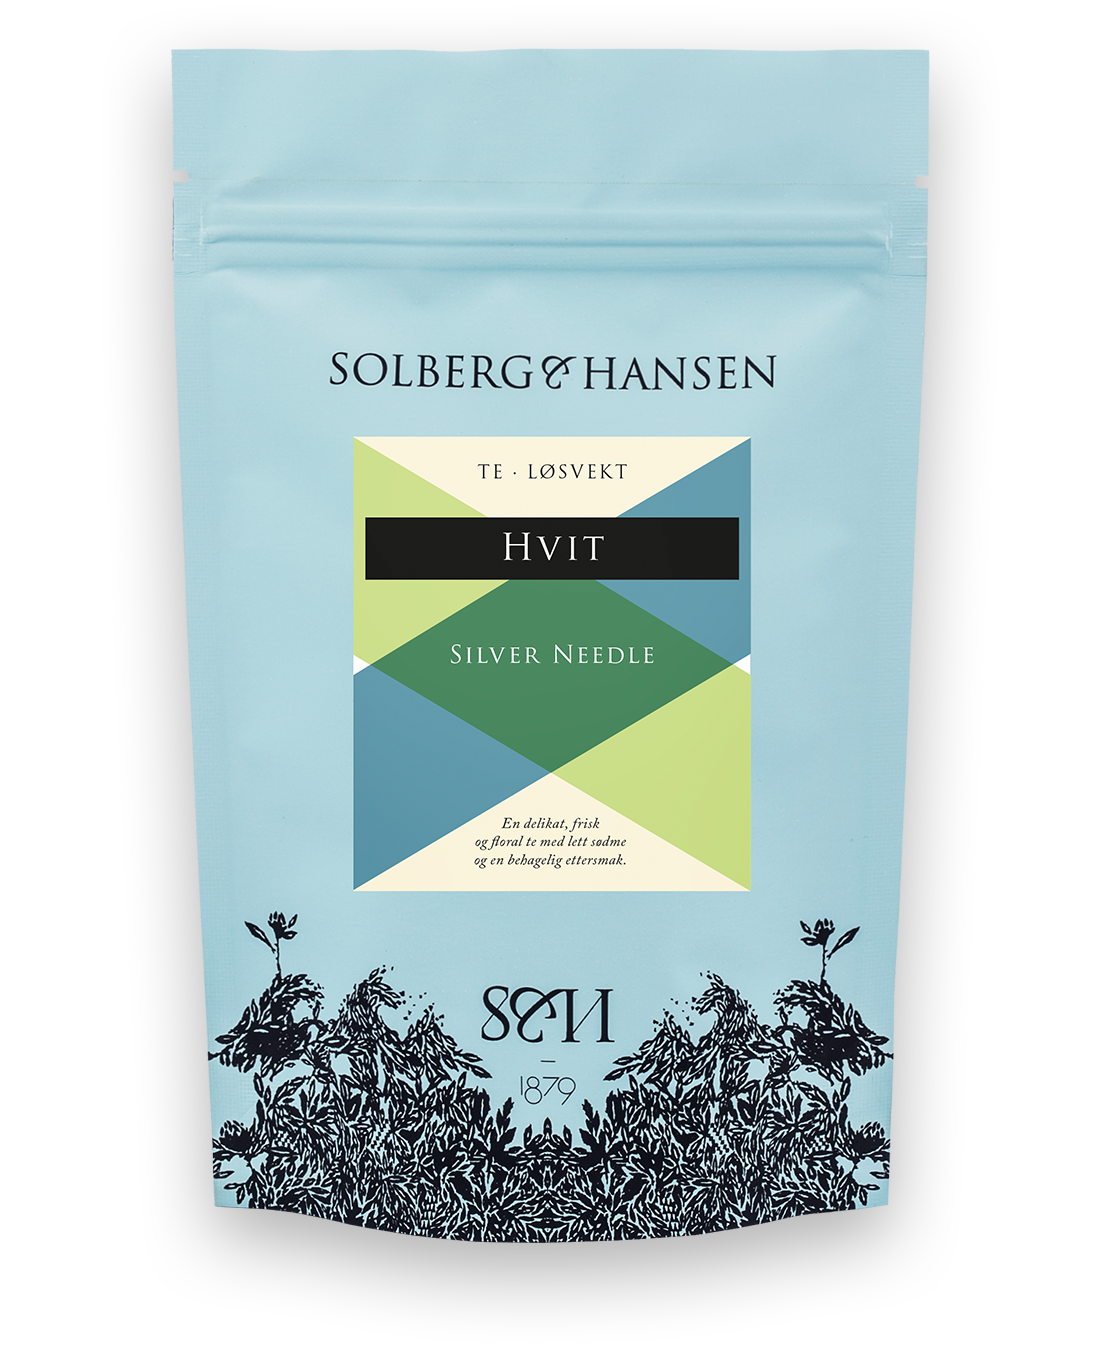 SOLBERG & HANSEN
TE · LØSVEKT
HVIT
SILVER NEEDLE
En delikat, frisk
og floral te med lett sødme
og en behagelig ettersmak.
S&H
1879